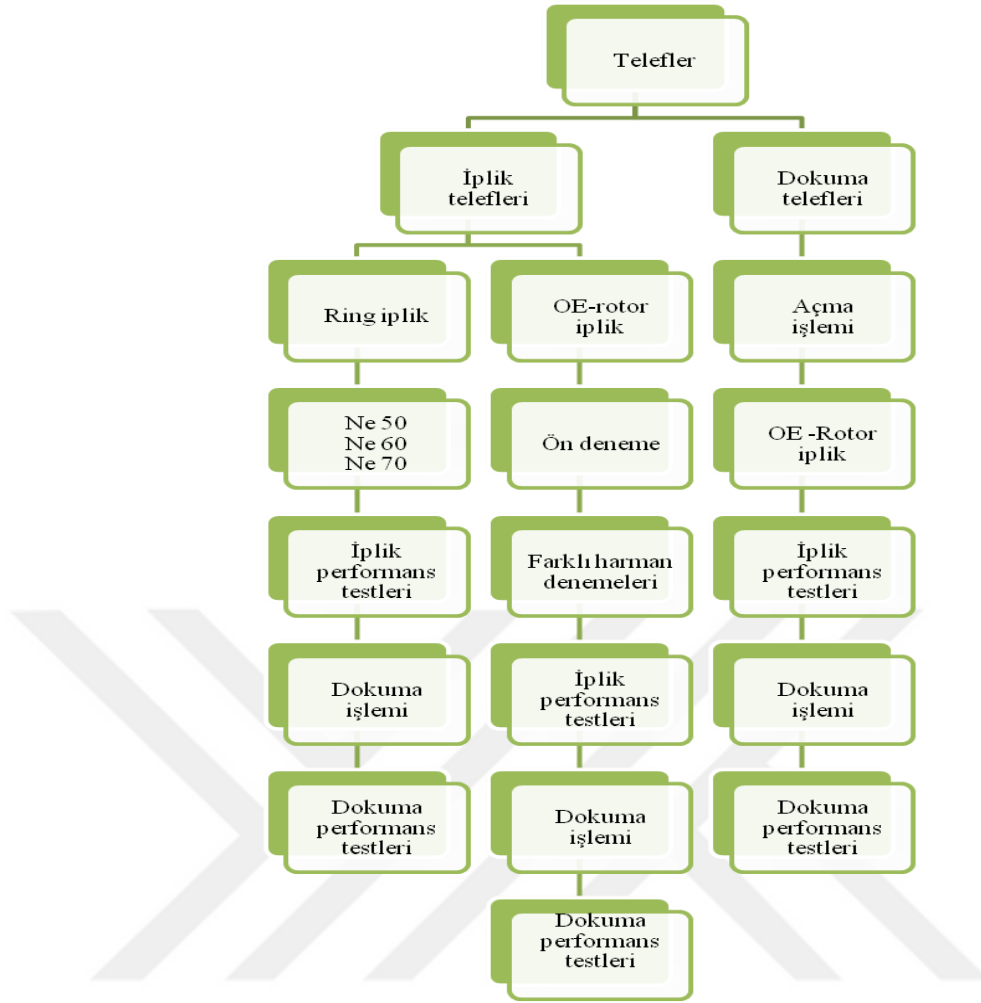 Telefler
İplik
telefleri
Dokuma
telefleri
Ring iplik
OE-rotor
iplik
Açma
işlemi
Ne 50
Ne 60
Ne 70
Ön deneme
OE -Rotor
iplik
İplik
performans
testleri
Farklı harman
denemeleri
İplik
performans
testleri
Dokuma
işlemi
İplik
performans
testleri
Dokuma
işlemi
Dokuma
performans
testleri
Dokuma
işlemi
Dokuma
performans
testleri
Dokuma
performans
testleri